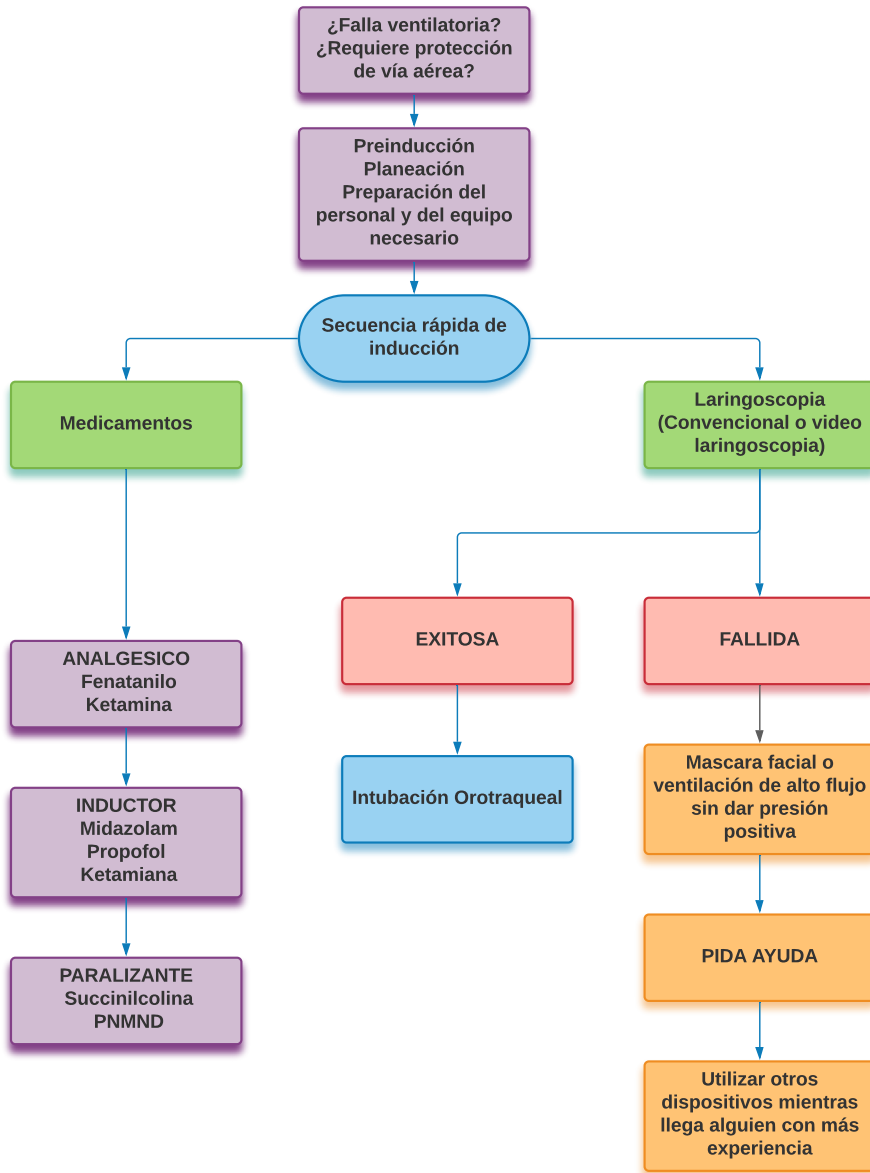 ¿Falla ventilatoria?
¿Requiere protección
de vía aérea?
Preinducción
Planeación
Preparación del
personal y del equipo
necesario
Secuencia rápida de
inducción
Medicamentos
Laringoscopia
(Convencional o video
laringoscopia)
EXITOSA
FALLIDA
ANALGESICO
Fenatanilo
Ketamina
Mascara facial o
ventilación de alto flujo
sin dar presión
positiva
Intubación Orotraqueal
INDUCTOR
Midazolam
Propofol
Ketamiana
PIDA AYUDA
PARALIZANTE
Succinilcolina
PNMND
Utilizar otros
dispositivos mientras
llega alguien con más
experiencia